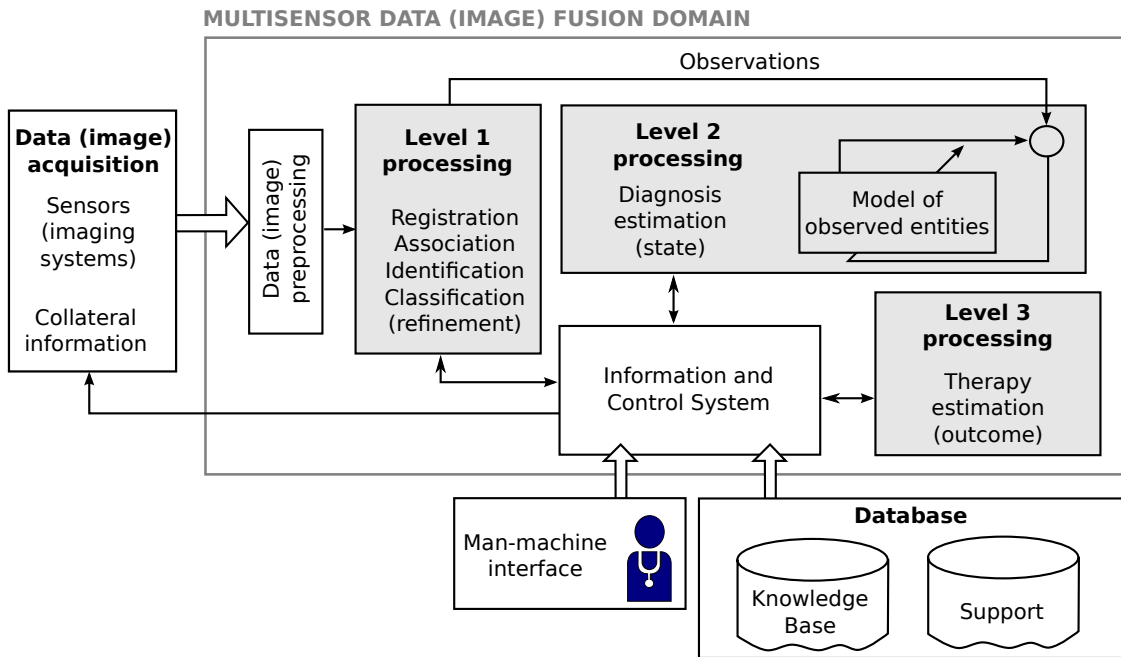 MULTISENSOR DATA (IMAGE) FUSION DOMAIN
Observations
Data (image)
acquisition
Sensors
(imaging
systems)
Collateral
information
Data (image)
preprocessing
Level 1
processing
Registration
Association
Identification
Classification
(refinement)
Level 2
processing
Diagnosis
estimation
(state)
Model of
observed entities
Level 3
processing
Therapy
estimation
(outcome)
Information and
Control System
Man-machine
interface
Database
Knowledge
Base
Support